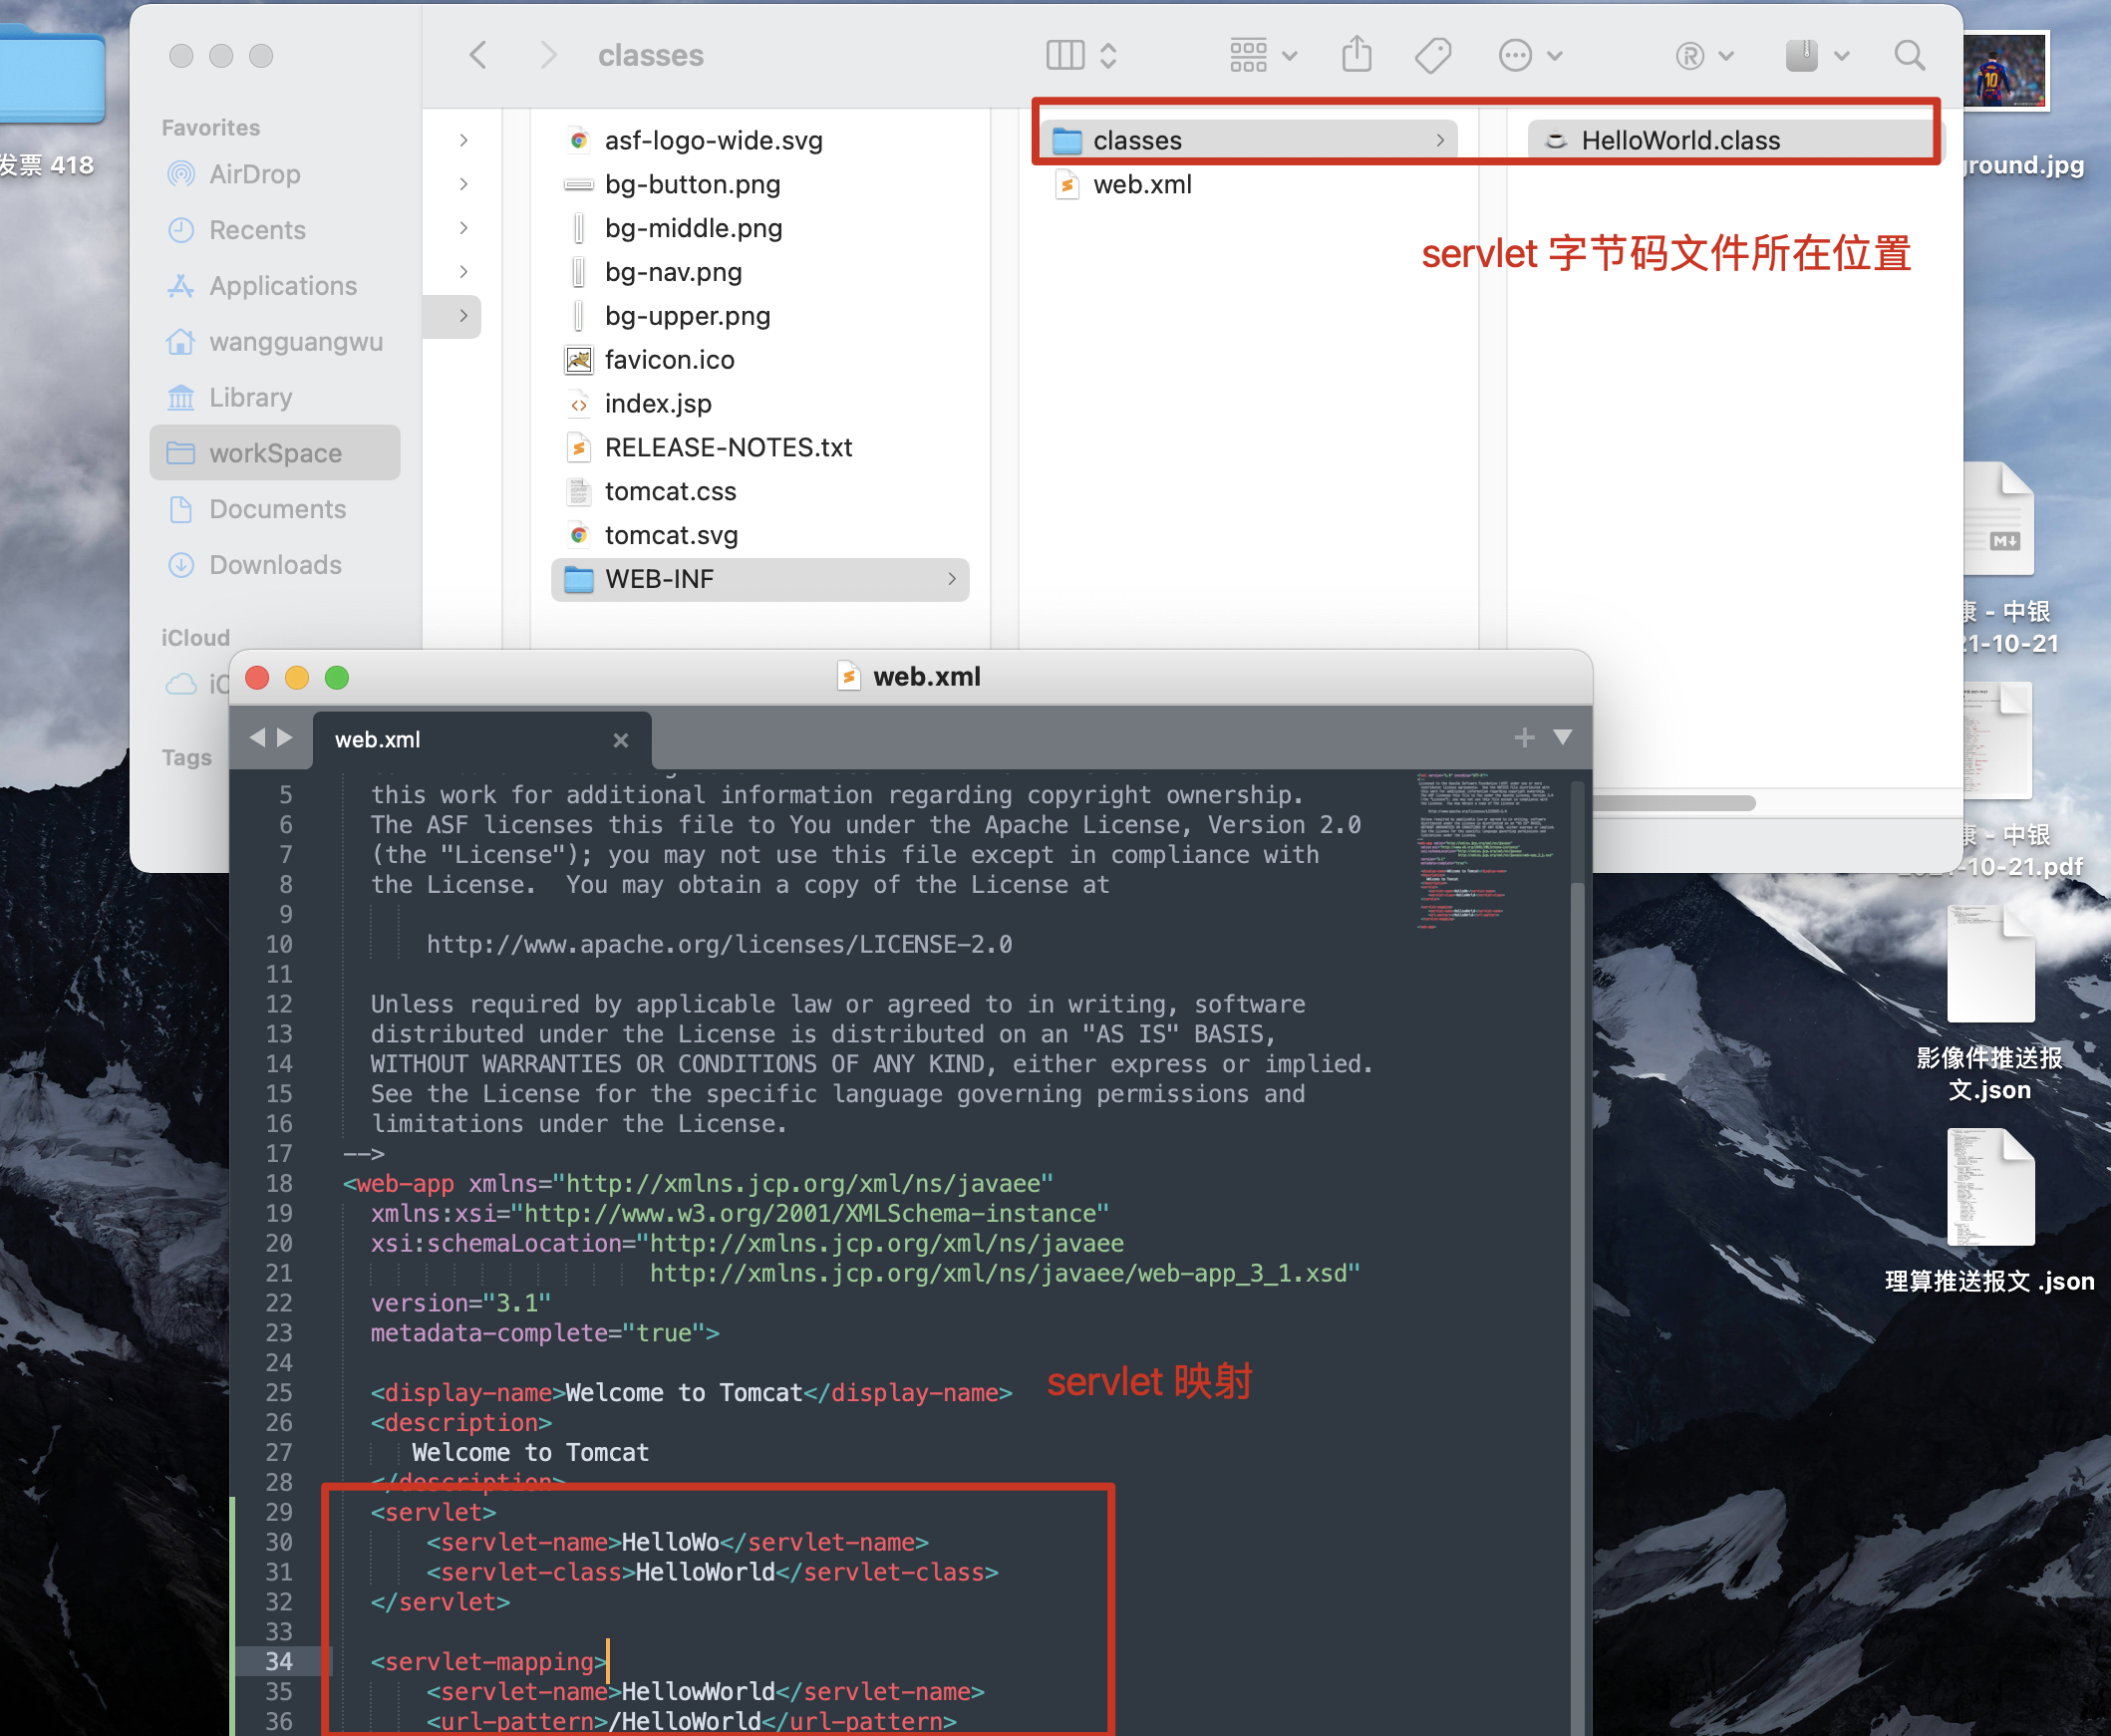 classes
Favorites
AirDrop
Recents
Applications
wangguangwu
Library
workSpace
Documents
Downloads
iCloud
Tags
asf-logo-wide.svg
bg-button.png
bg-middle.png
bg-nav.png
bg-upper.png
favicon.ico
index.jsp
RELEASE-NOTES.txt
tomcat.css
tomcat.svg
WEB-INF
classes
web.xml
HelloWorld.class
servlet 字节码文件所在位置
发票 418
10
ground.jpg
M
康 - 中银
21-10-21
康 - 中银
2021-10-21.pdf
影像件推送报
文.json
理算推送报文 .json
web.xml
web.xml
5 this work for additional information regarding copyright ownership.
6 The ASF licenses this file to You under the Apache License, Version 2.0
7 (the "License"); you may not use this file except in compliance with
8 the License.  You may obtain a copy of the License at
9
10 http://www.apache.org/licenses/LICENSE-2.0
11
12 Unless required by applicable law or agreed to in writing, software
13 distributed under the License is distributed on an "AS IS" BASIS,
14 WITHOUT WARRANTIES OR CONDITIONS OF ANY KIND, either express or implied.
15 See the License for the specific language governing permissions and
16 limitations under the License.
17 -->
18 <web-app xmlns="http://xmlns.jcp.org/xml/ns/javaee"
19 xmlns:xsi="http://www.w3.org/2001/XMLSchema-instance"
20 xsi:schemaLocation="http://xmlns.jcp.org/xml/ns/javaee
21 http://xmlns.jcp.org/xml/ns/javaee/web-app_3_1.xsd"
22 version="3.1"
23 metadata-complete="true">
24
25 <display-name>Welcome to Tomcat</display-name>
servlet 映射
26 <description>
27 Welcome to Tomcat
28 </description>
29 <servlet>
30 <servlet-name>HelloWo</servlet-name>
31 <servlet-class>HelloWorld</servlet-class>
32 </servlet>
33
34 <servlet-mapping>
35 <servlet-name>HellowWorld</servlet-name>
36 <url-pattern>/HelloWorld</url-pattern>